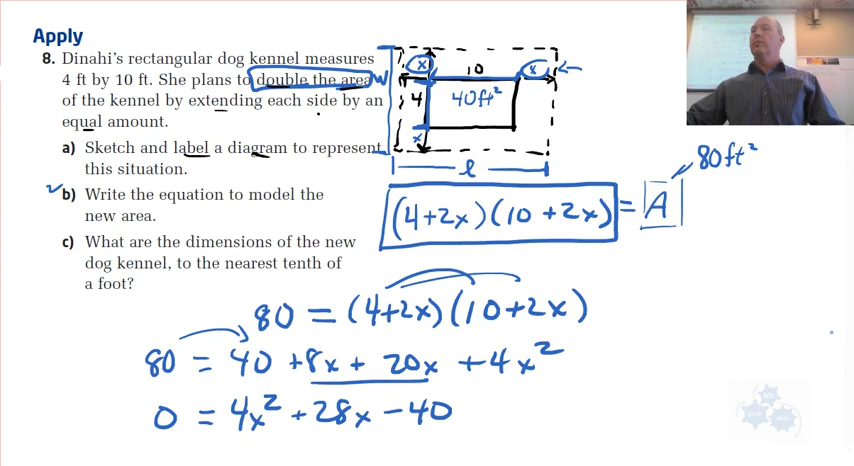 Apply
8. Dinahi's rectangular dog kennel measures
4 ft by 10 ft. She plans to double the area
of the kennel by extending each side by an
equal amount.
a) Sketch and label a diagram to represent
this situation.
b) Write the equation to model the
new area.
c) What are the dimensions of the new
dog kennel, to the nearest tenth of
a foot?
x 10 x
w 4 40ft²
x
l
80ft²
(4+2x)(10+2x) = A
80 = (4+2x)(10+2x)
80 = 40 +8x + 20x +4x²
0 = 4x² +28x -40